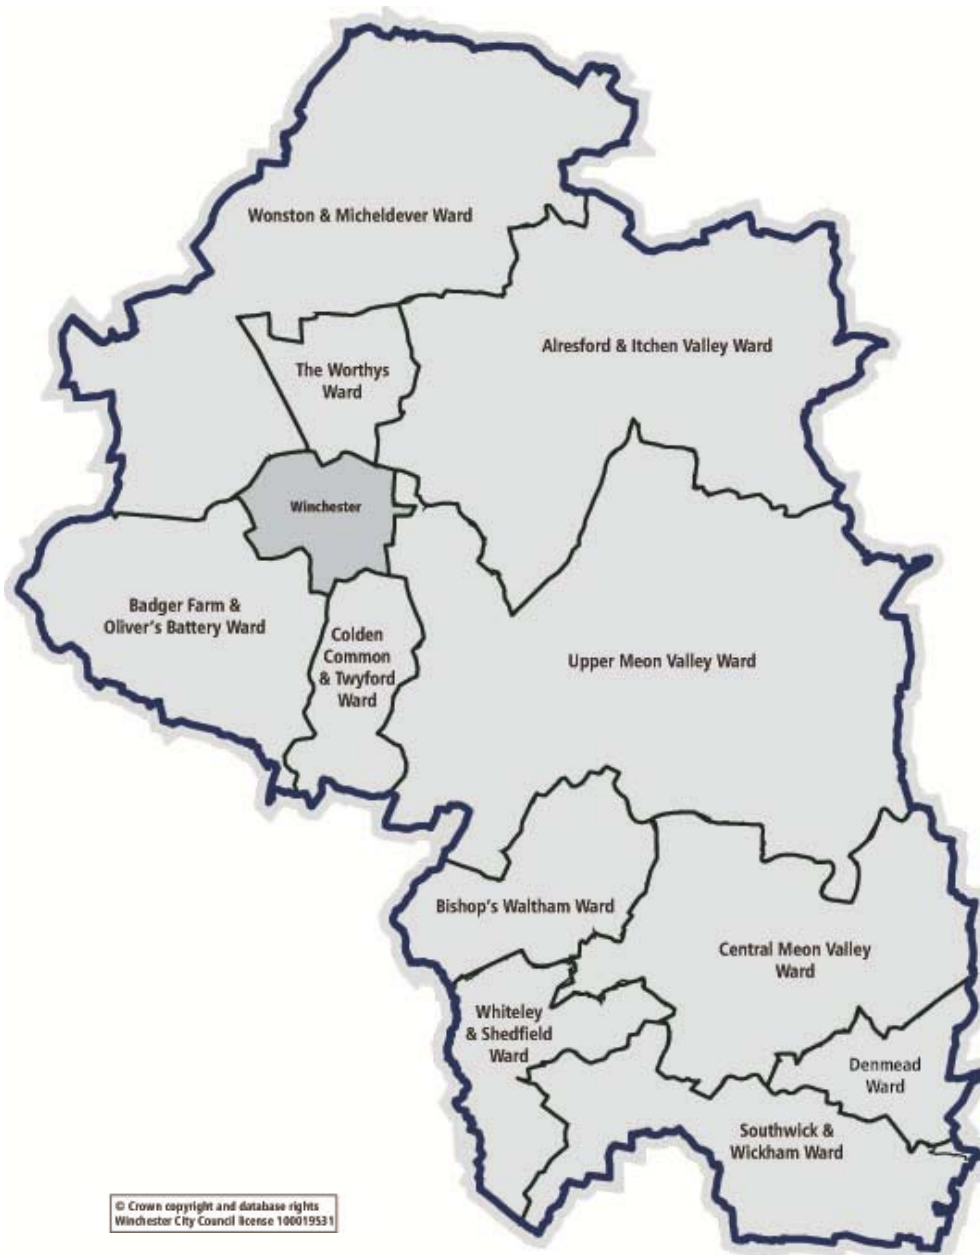 Wonston & Micheldever Ward
Alresford & Itchen Valley Ward
The Worthys
Ward
Winchester
Badger Farm &
Oliver's Battery Ward
Colden
Common
& Twyford
Ward
Upper Meon Valley Ward
Bishop's Waltham Ward
Central Meon Valley
Ward
Whiteley
& Shedfield
Ward
Denmead
Ward
Southwick &
Wickham Ward
© Crown copyright and database rights
Winchester City Council license 100019531